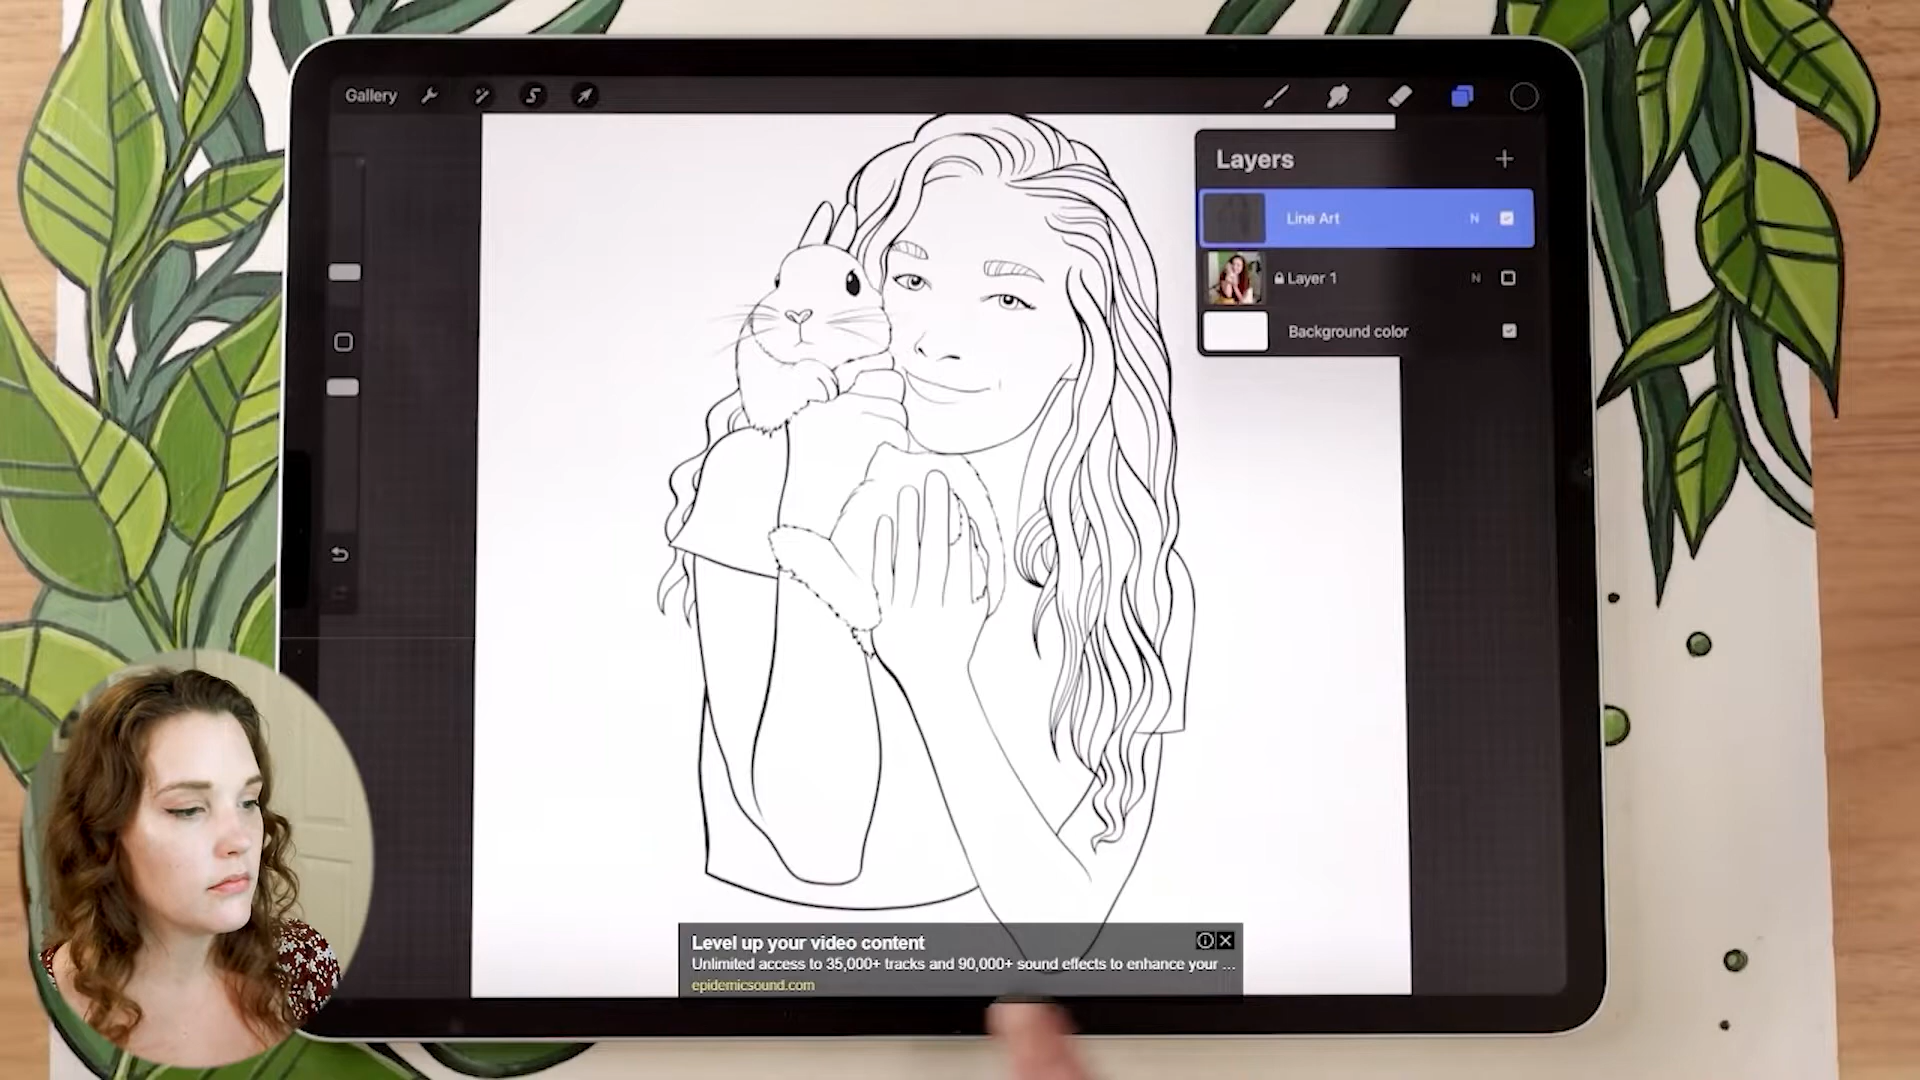 Gallery
Layers
Line Art N
Layer 1 N
Background color
Level up your video content
Unlimited access to 35,000+ tracks and 90,000+ sound effects to enhance your ...
epidemicsound.com